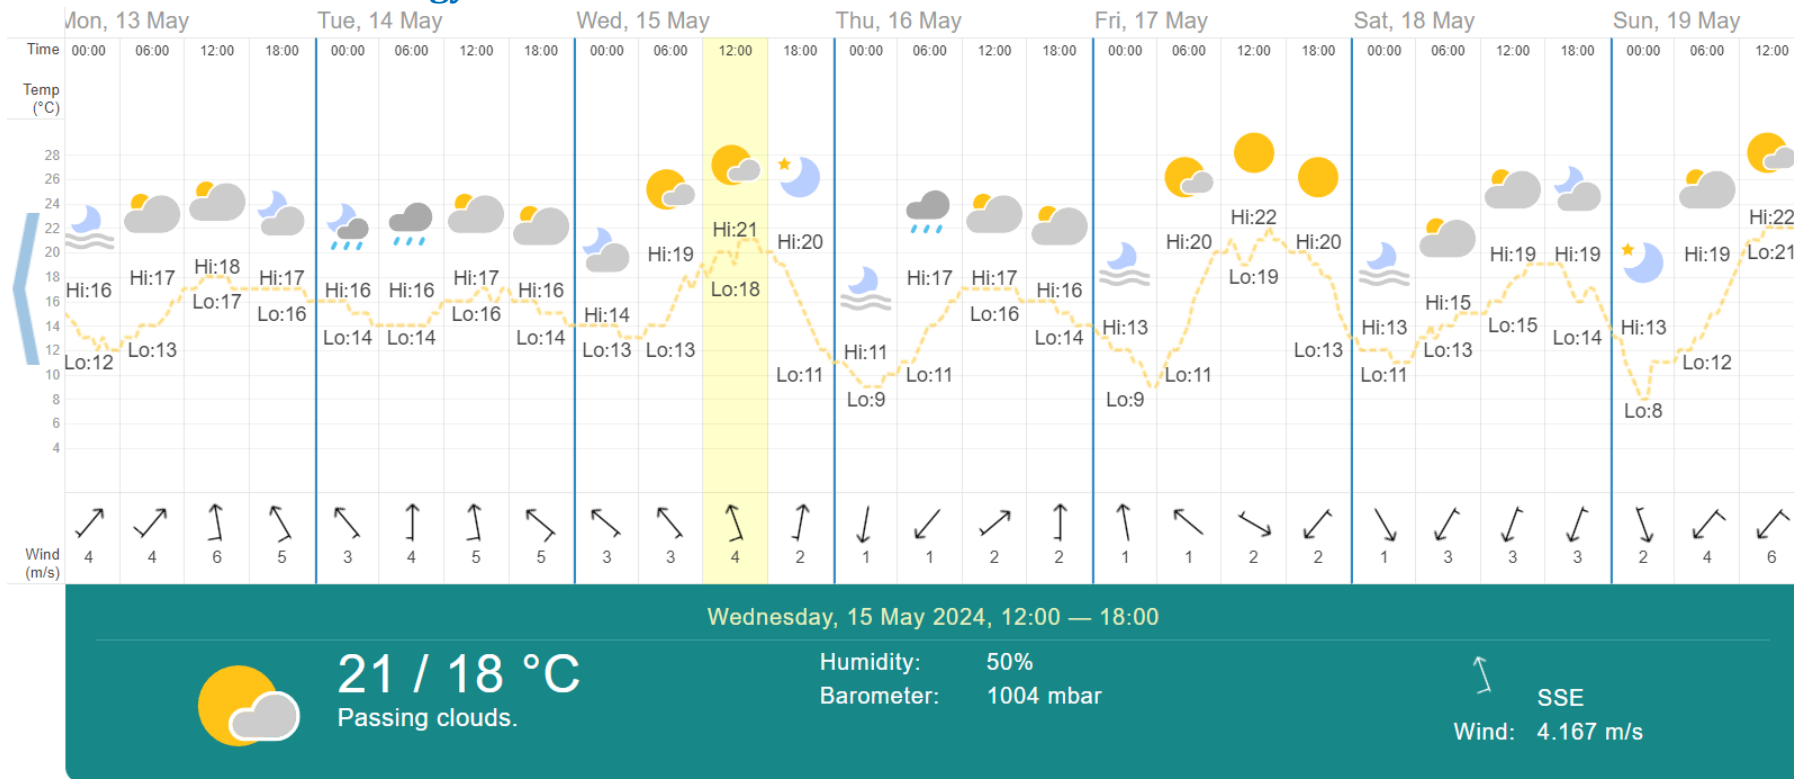 gy
Mon, 13 May Tue, 14 May Wed, 15 May Thu, 16 May Fri, 17 May Sat, 18 May Sun, 19 May
Time 00:00 06:00 12:00 18:00 00:00 06:00 12:00 18:00 00:00 06:00 12:00 18:00 00:00 06:00 12:00 18:00 00:00 06:00 12:00 18:00 00:00 06:00 12:00 18:00 00:00 06:00 12:00
Temp
(°C)
28
26
24
22
20
18
16
14
12
10
8
6
4
Hi:16 Hi:17 Hi:18 Hi:17 Hi:16 Hi:16 Hi:17 Hi:16 Hi:14 Hi:19 Hi:21 Hi:20 Hi:11 Hi:17 Hi:17 Hi:16 Hi:13 Hi:20 Hi:22 Hi:20 Hi:13 Hi:15 Hi:19 Hi:19 Hi:13 Hi:19 Hi:22
Lo:12 Lo:13 Lo:17 Lo:16 Lo:14 Lo:14 Lo:16 Lo:14 Lo:13 Lo:13 Lo:18 Lo:11 Lo:9 Lo:11 Lo:16 Lo:14 Lo:9 Lo:11 Lo:19 Lo:13 Lo:11 Lo:13 Lo:15 Lo:14 Lo:8 Lo:12 Lo:21
Wind 4 4 6 5 3 4 5 5 3 3 4 2 1 1 2 2 1 1 2 2 1 3 3 3 2 4 6
(m/s)
Wednesday, 15 May 2024, 12:00 — 18:00
21 / 18 °C
Passing clouds.
Humidity: 50%
Barometer: 1004 mbar
SSE
Wind: 4.167 m/s